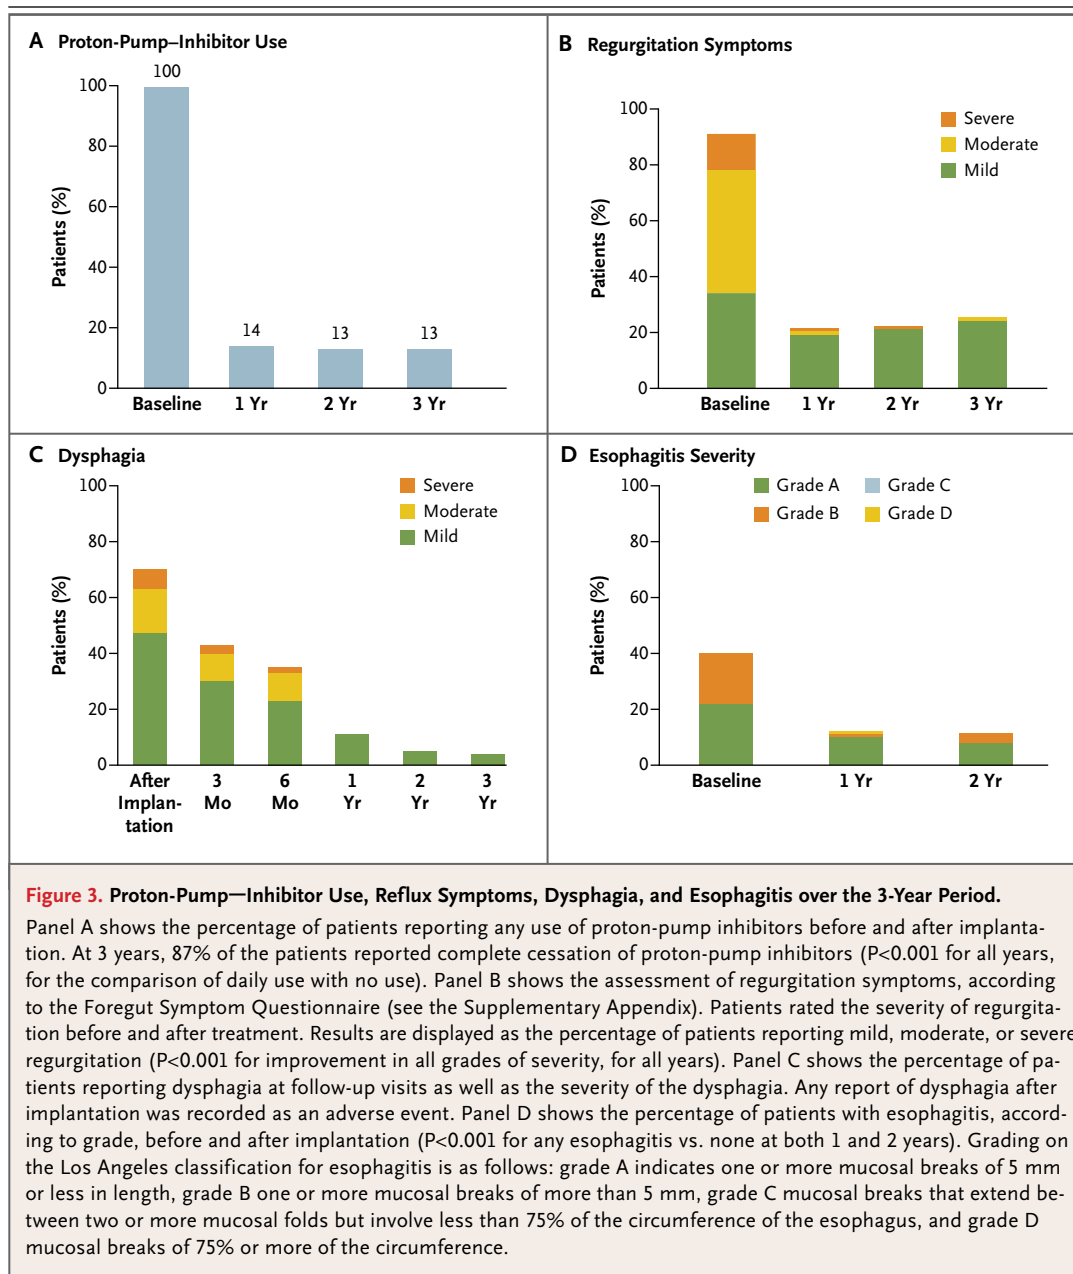 A Proton-Pump–Inhibitor Use
100
100
80
60
40
20
0
Patients (%)
14
13
13
Baseline
1 Yr
2 Yr
3 Yr
B Regurgitation Symptoms
100
80
60
40
20
0
Patients (%)
Severe
Moderate
Mild
Baseline
1 Yr
2 Yr
3 Yr
C Dysphagia
100
80
60
40
20
0
Patients (%)
Severe
Moderate
Mild
After
Implan-
tation
3
Mo
6
Mo
1
Yr
2
Yr
3
Yr
D Esophagitis Severity
100
80
60
40
20
0
Patients (%)
Grade A
Grade C
Grade B
Grade D
Baseline
1 Yr
2 Yr
Figure 3. Proton-Pump—Inhibitor Use, Reflux Symptoms, Dysphagia, and Esophagitis over the 3-Year Period.
Panel A shows the percentage of patients reporting any use of proton-pump inhibitors before and after implanta-
tion. At 3 years, 87% of the patients reported complete cessation of proton-pump inhibitors (P<0.001 for all years,
for the comparison of daily use with no use). Panel B shows the assessment of regurgitation symptoms, according
to the Foregut Symptom Questionnaire (see the Supplementary Appendix). Patients rated the severity of regurgita-
tion before and after treatment. Results are displayed as the percentage of patients reporting mild, moderate, or severe
regurgitation (P<0.001 for improvement in all grades of severity, for all years). Panel C shows the percentage of pa-
tients reporting dysphagia at follow-up visits as well as the severity of the dysphagia. Any report of dysphagia after
implantation was recorded as an adverse event. Panel D shows the percentage of patients with esophagitis, accord-
ing to grade, before and after implantation (P<0.001 for any esophagitis vs. none at both 1 and 2 years). Grading on
the Los Angeles classification for esophagitis is as follows: grade A indicates one or more mucosal breaks of 5 mm
or less in length, grade B one or more mucosal breaks of more than 5 mm, grade C mucosal breaks that extend be-
tween two or more mucosal folds but involve less than 75% of the circumference of the esophagus, and grade D
mucosal breaks of 75% or more of the circumference.